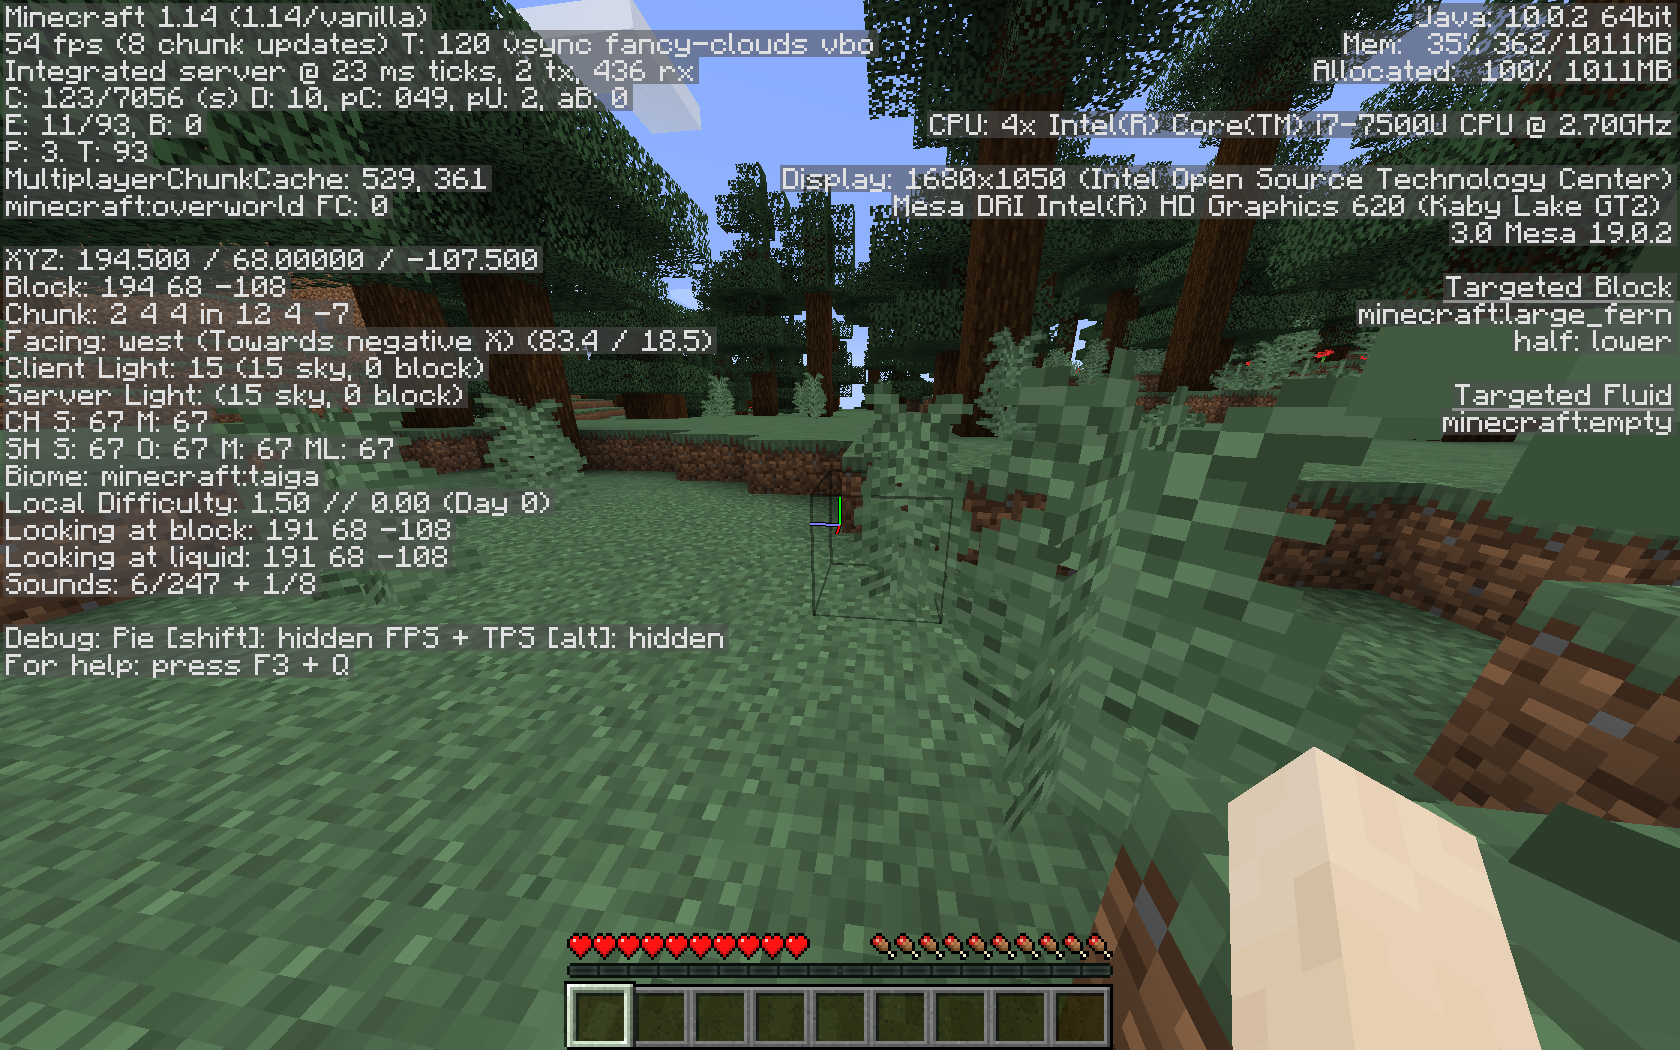 Minecraft 1.14 (1.14/vanilla)
54 fps (8 chunk updates) T: 120 vsync fancy-clouds vbo
Integrated server @ 23 ms ticks, 2 tx, 436 rx
C: 123/7056 (s) D: 10, pC: 049, pU: 2, aB: 0
E: 11/93, B: 0
P: 3. T: 93
MultiplayerChunkCache: 529, 361
minecraft:overworld FC: 0
XYZ: 194.500 / 68.00000 / -107.500
Block: 194 68 -108
Chunk: 2 4 4 in 12 4 -7
Facing: west (Towards negative X) (83.4 / 18.5)
Client Light: 15 (15 sky, 0 block)
Server Light: (15 sky, 0 block)
CH S: 67 M: 67
SH S: 67 O: 67 M: 67 ML: 67
Biome: minecraft:taiga
Local Difficulty: 1.50 // 0.00 (Day 0)
Looking at block: 191 68 -108
Looking at liquid: 191 68 -108
Sounds: 6/247 + 1/8
Debug: Pie [shift]: hidden FPS + TPS [alt]: hidden
For help: press F3 + Q
Java: 10.0.2 64bit
Mem: 35% 362/1011MB
Allocated: 100% 1011MB
CPU: 4x Intel(R) Core(TM) i7-7500U CPU @ 2.70GHz
Display: 1680x1050 (Intel Open Source Technology Center)
Mesa DRI Intel(R) HD Graphics 620 (Kaby Lake GT2)
3.0 Mesa 19.0.2
Targeted Block
minecraft:large_fern
half: lower
Targeted Fluid
minecraft:empty